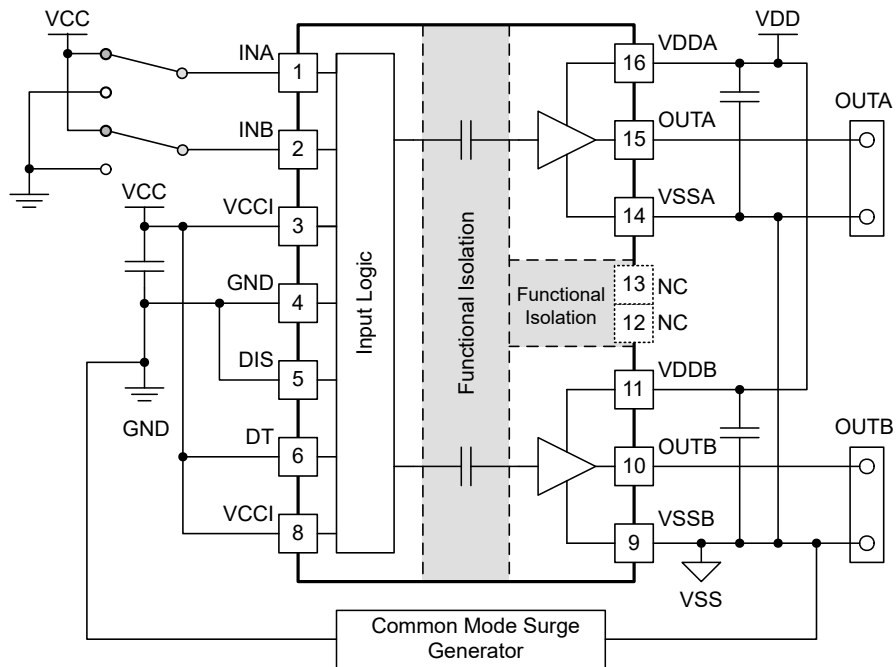 VCC
VDD
INA
1
16
VDDA
OUTA
INB
2
15
OUTA
VCC
VCCI
3
14
VSSA
Input Logic
Functional Isolation
GND
4
Functional
Isolation
13
NC
12
NC
DIS
5
11
VDDB
GND
DT
6
10
OUTB
OUTB
VCCI
8
9
VSSB
VSS
Common Mode Surge
Generator